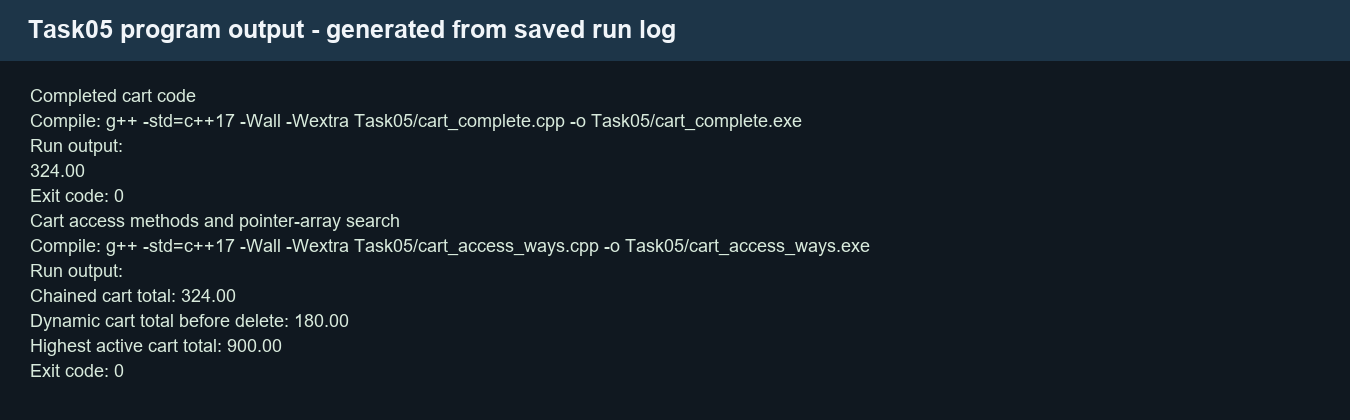 Task05 program output - generated from saved run log
Completed cart code
Compile: g++ -std=c++17 -Wall -Wextra Task05/cart_complete.cpp -o Task05/cart_complete.exe
Run output:
324.00
Exit code: 0
Cart access methods and pointer-array search
Compile: g++ -std=c++17 -Wall -Wextra Task05/cart_access_ways.cpp -o Task05/cart_access_ways.exe
Run output:
Chained cart total: 324.00
Dynamic cart total before delete: 180.00
Highest active cart total: 900.00
Exit code: 0